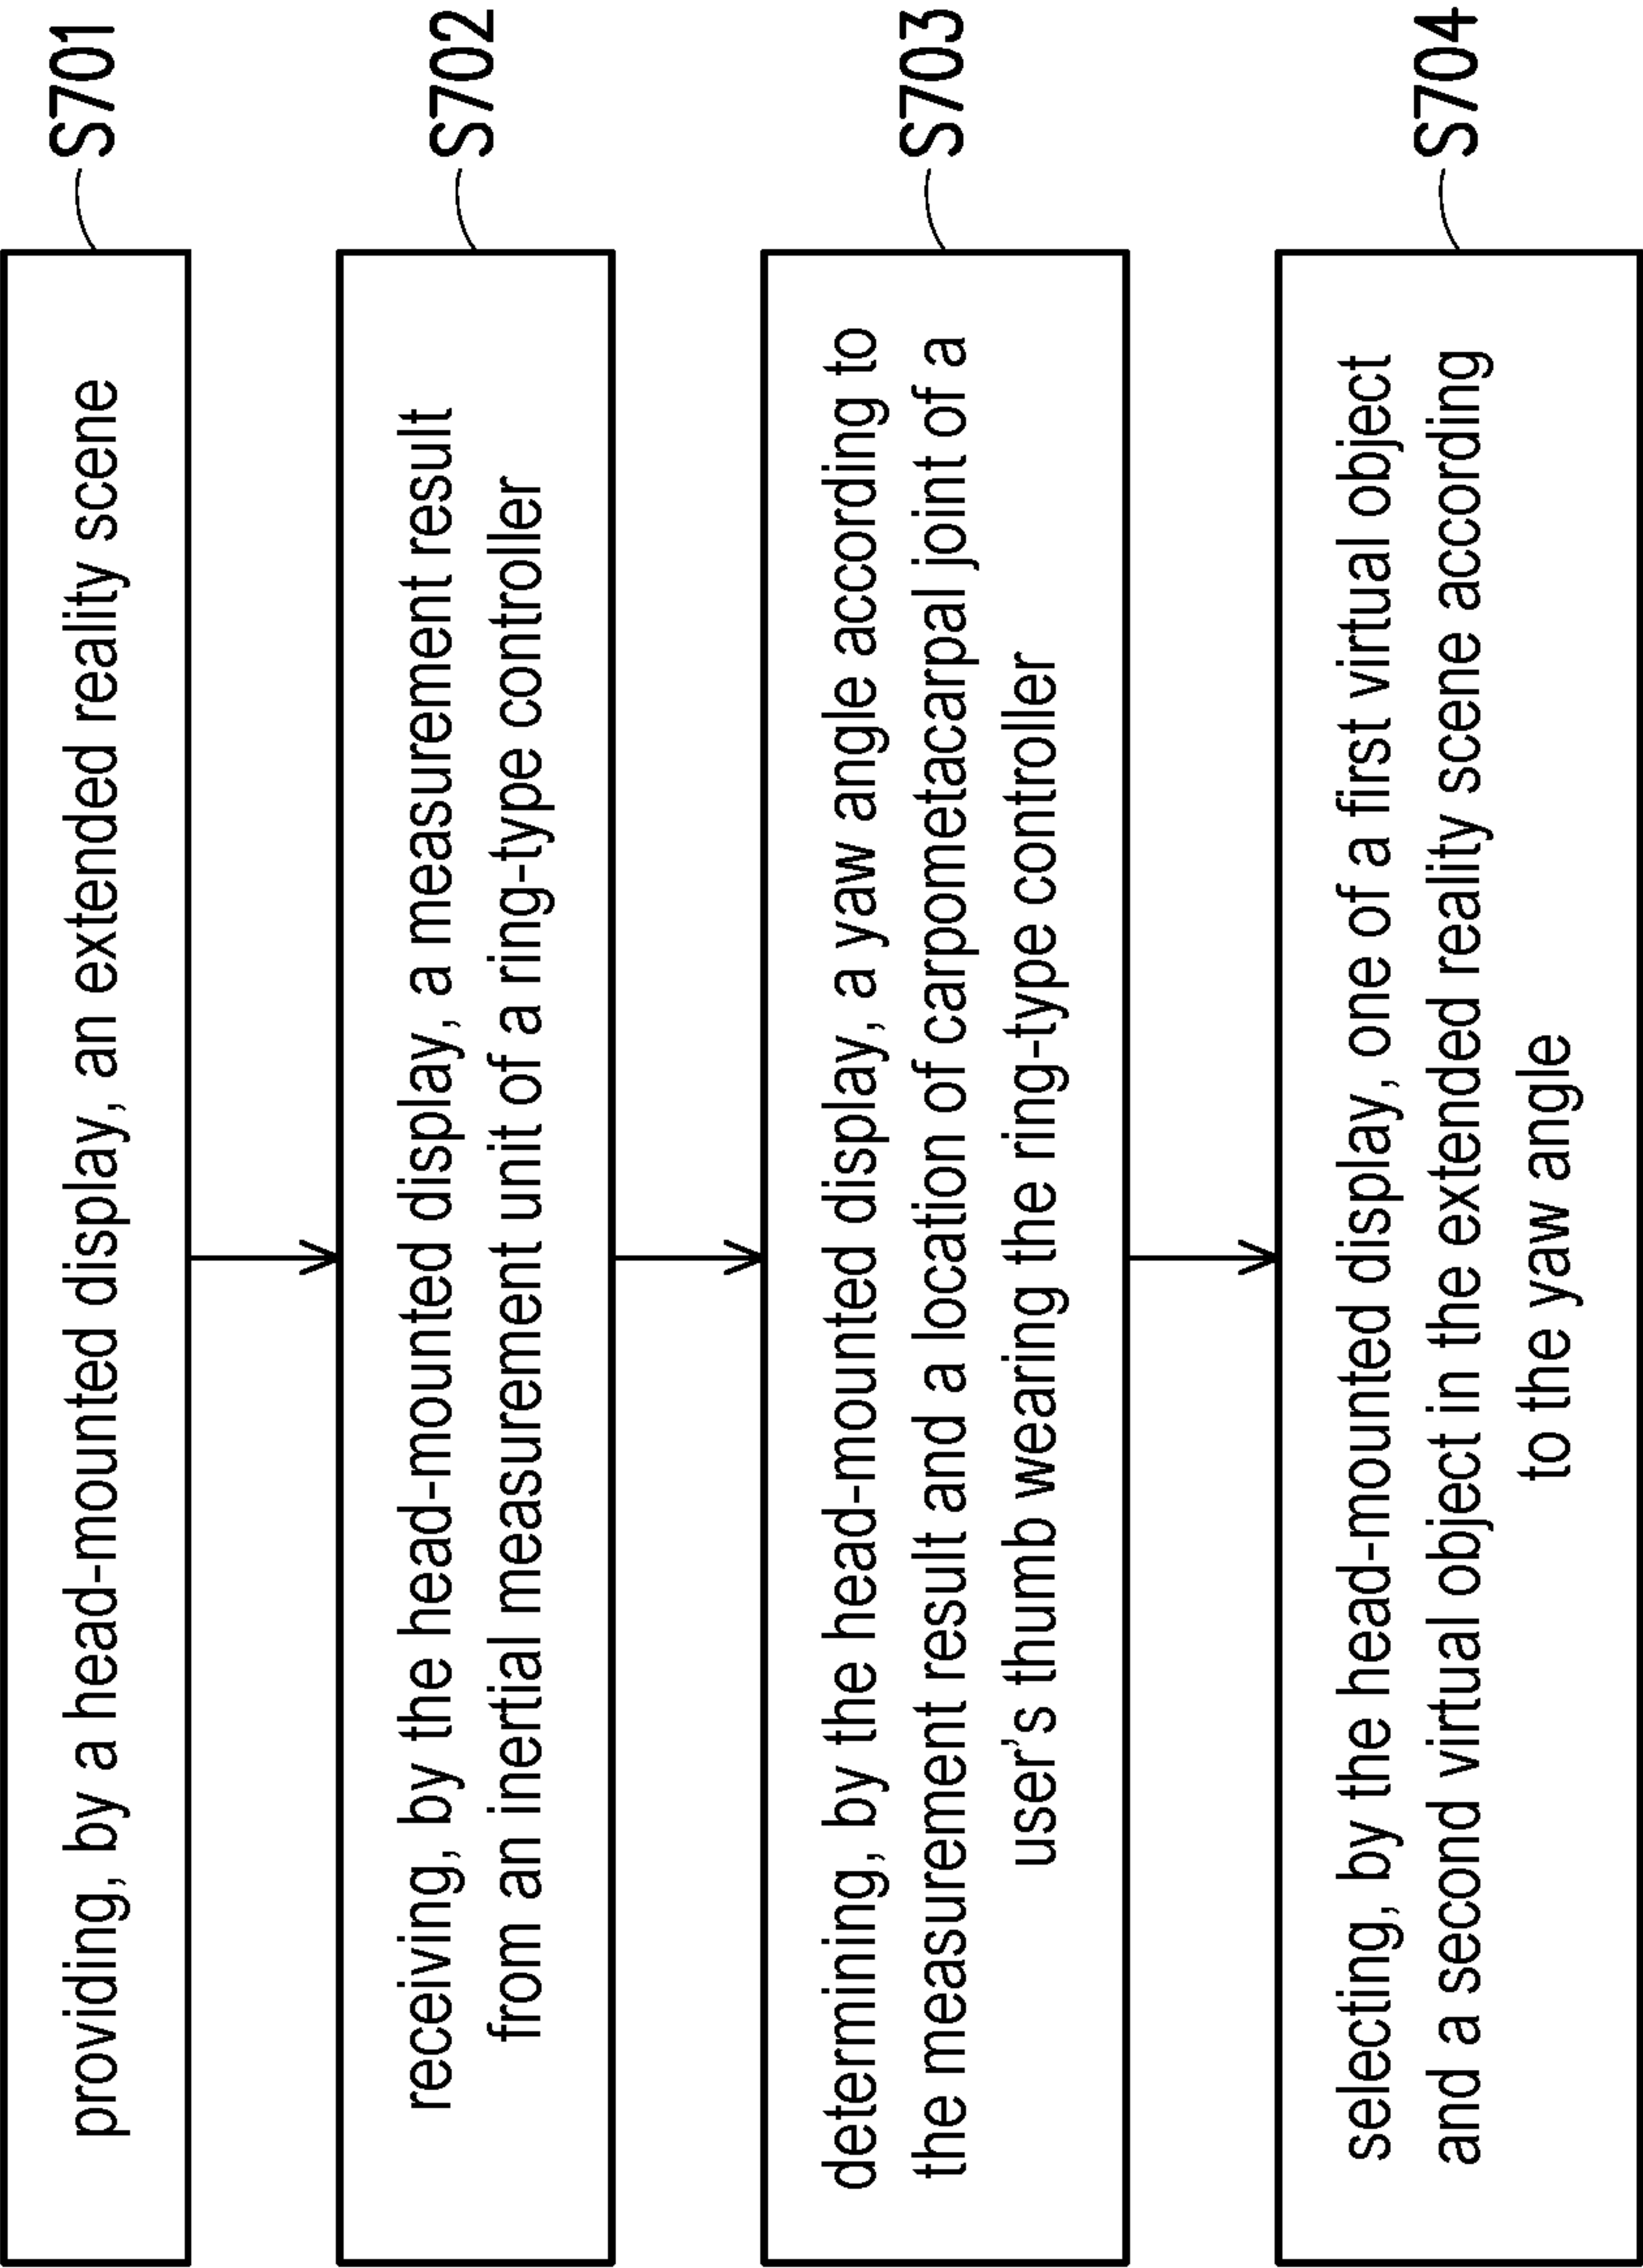 providing, by a head-mounted display, an extended reality scene
S701
receiving, by the head-mounted display, a measurement result
from an inertial measurement unit of a ring-type controller
S702
determining, by the head-mounted display, a yaw angle according to
the measurement result and a location of carpometacarpal joint of a
user's thumb wearing the ring-type controller
S703
selecting, by the head-mounted display, one of a first virtual object
and a second virtual object in the extended reality scene according
to the yaw angle
S704